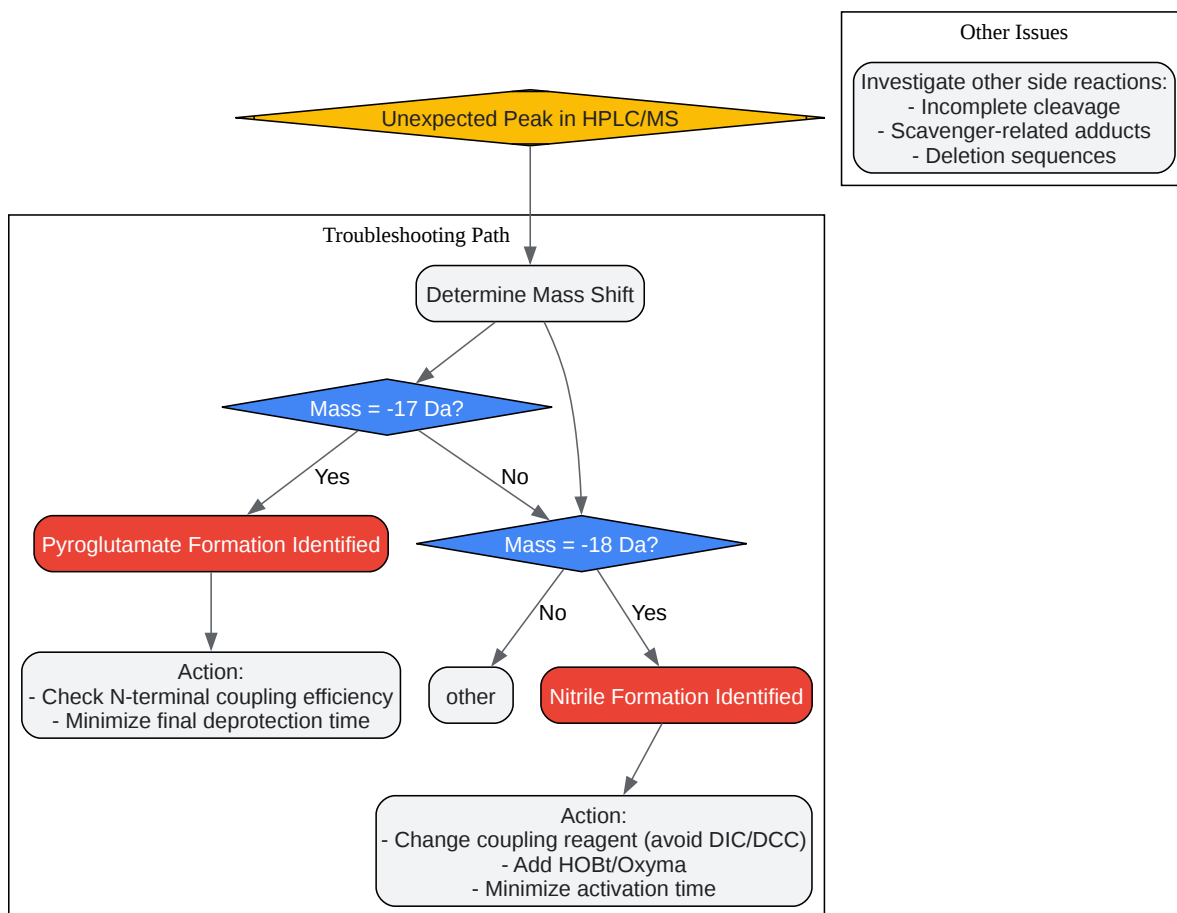 Other Issues
Investigate other side reactions:
- Incomplete cleavage
- Scavenger-related adducts
- Deletion sequences
Unexpected Peak in HPLC/MS
Troubleshooting Path
Determine Mass Shift
Mass = -17 Da?
Yes
No
Pyroglutamate Formation Identified
Mass = -18 Da?
No
Yes
Action:
- Check N-terminal coupling efficiency
- Minimize final deprotection time
other
Nitrile Formation Identified
Action:
- Change coupling reagent (avoid DIC/DCC)
- Add HOBt/Oxyma
- Minimize activation time